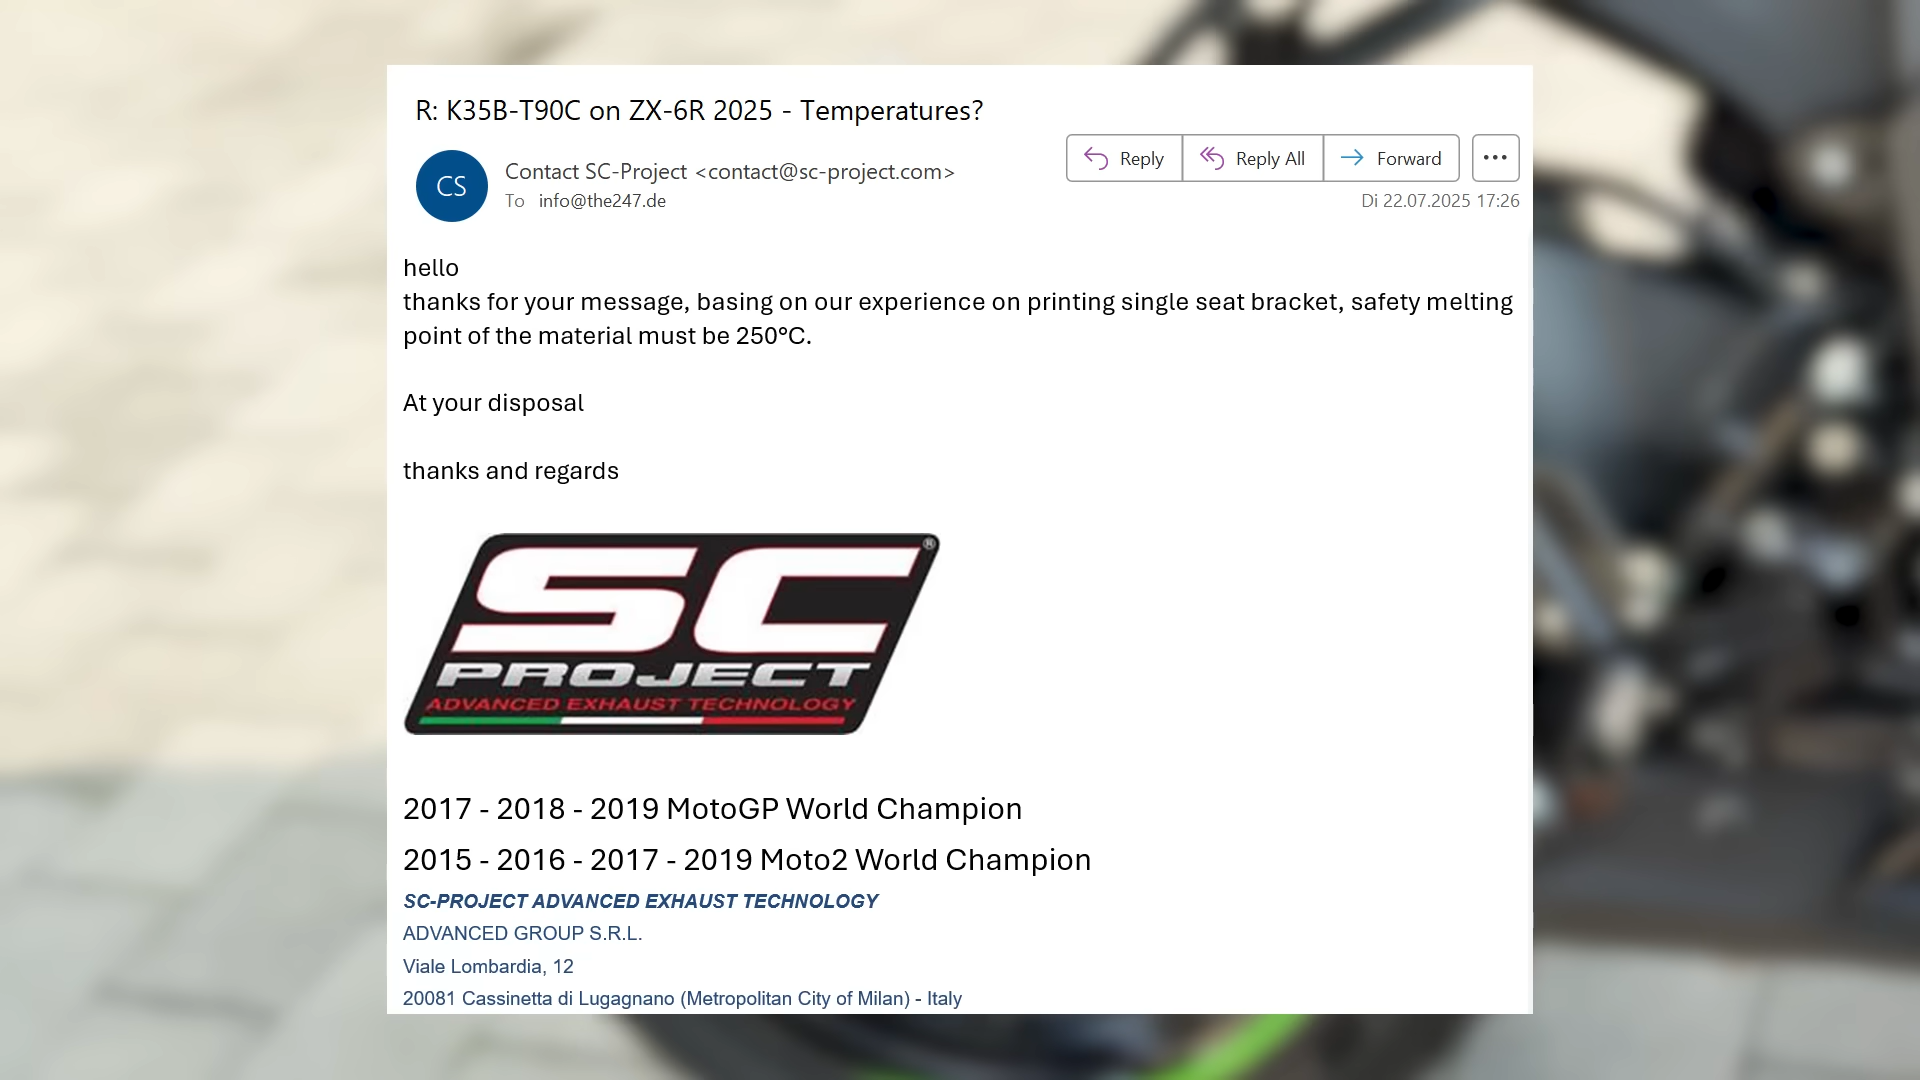 R: K35B-T90C on ZX-6R 2025 - Temperatures?
Reply
Reply All
Forward
CS
Contact SC-Project <contact@sc-project.com>
To info@the247.de
Di 22.07.2025 17:26
hello
thanks for your message, basing on our experience on printing single seat bracket, safety melting
point of the material must be 250°C.
At your disposal
thanks and regards
SC
®
PROJECT
ADVANCED EXHAUST TECHNOLOGY
2017 - 2018 - 2019 MotoGP World Champion
2015 - 2016 - 2017 - 2019 Moto2 World Champion
SC-PROJECT ADVANCED EXHAUST TECHNOLOGY
ADVANCED GROUP S.R.L.
Viale Lombardia, 12
20081 Cassinetta di Lugagnano (Metropolitan City of Milan) - Italy